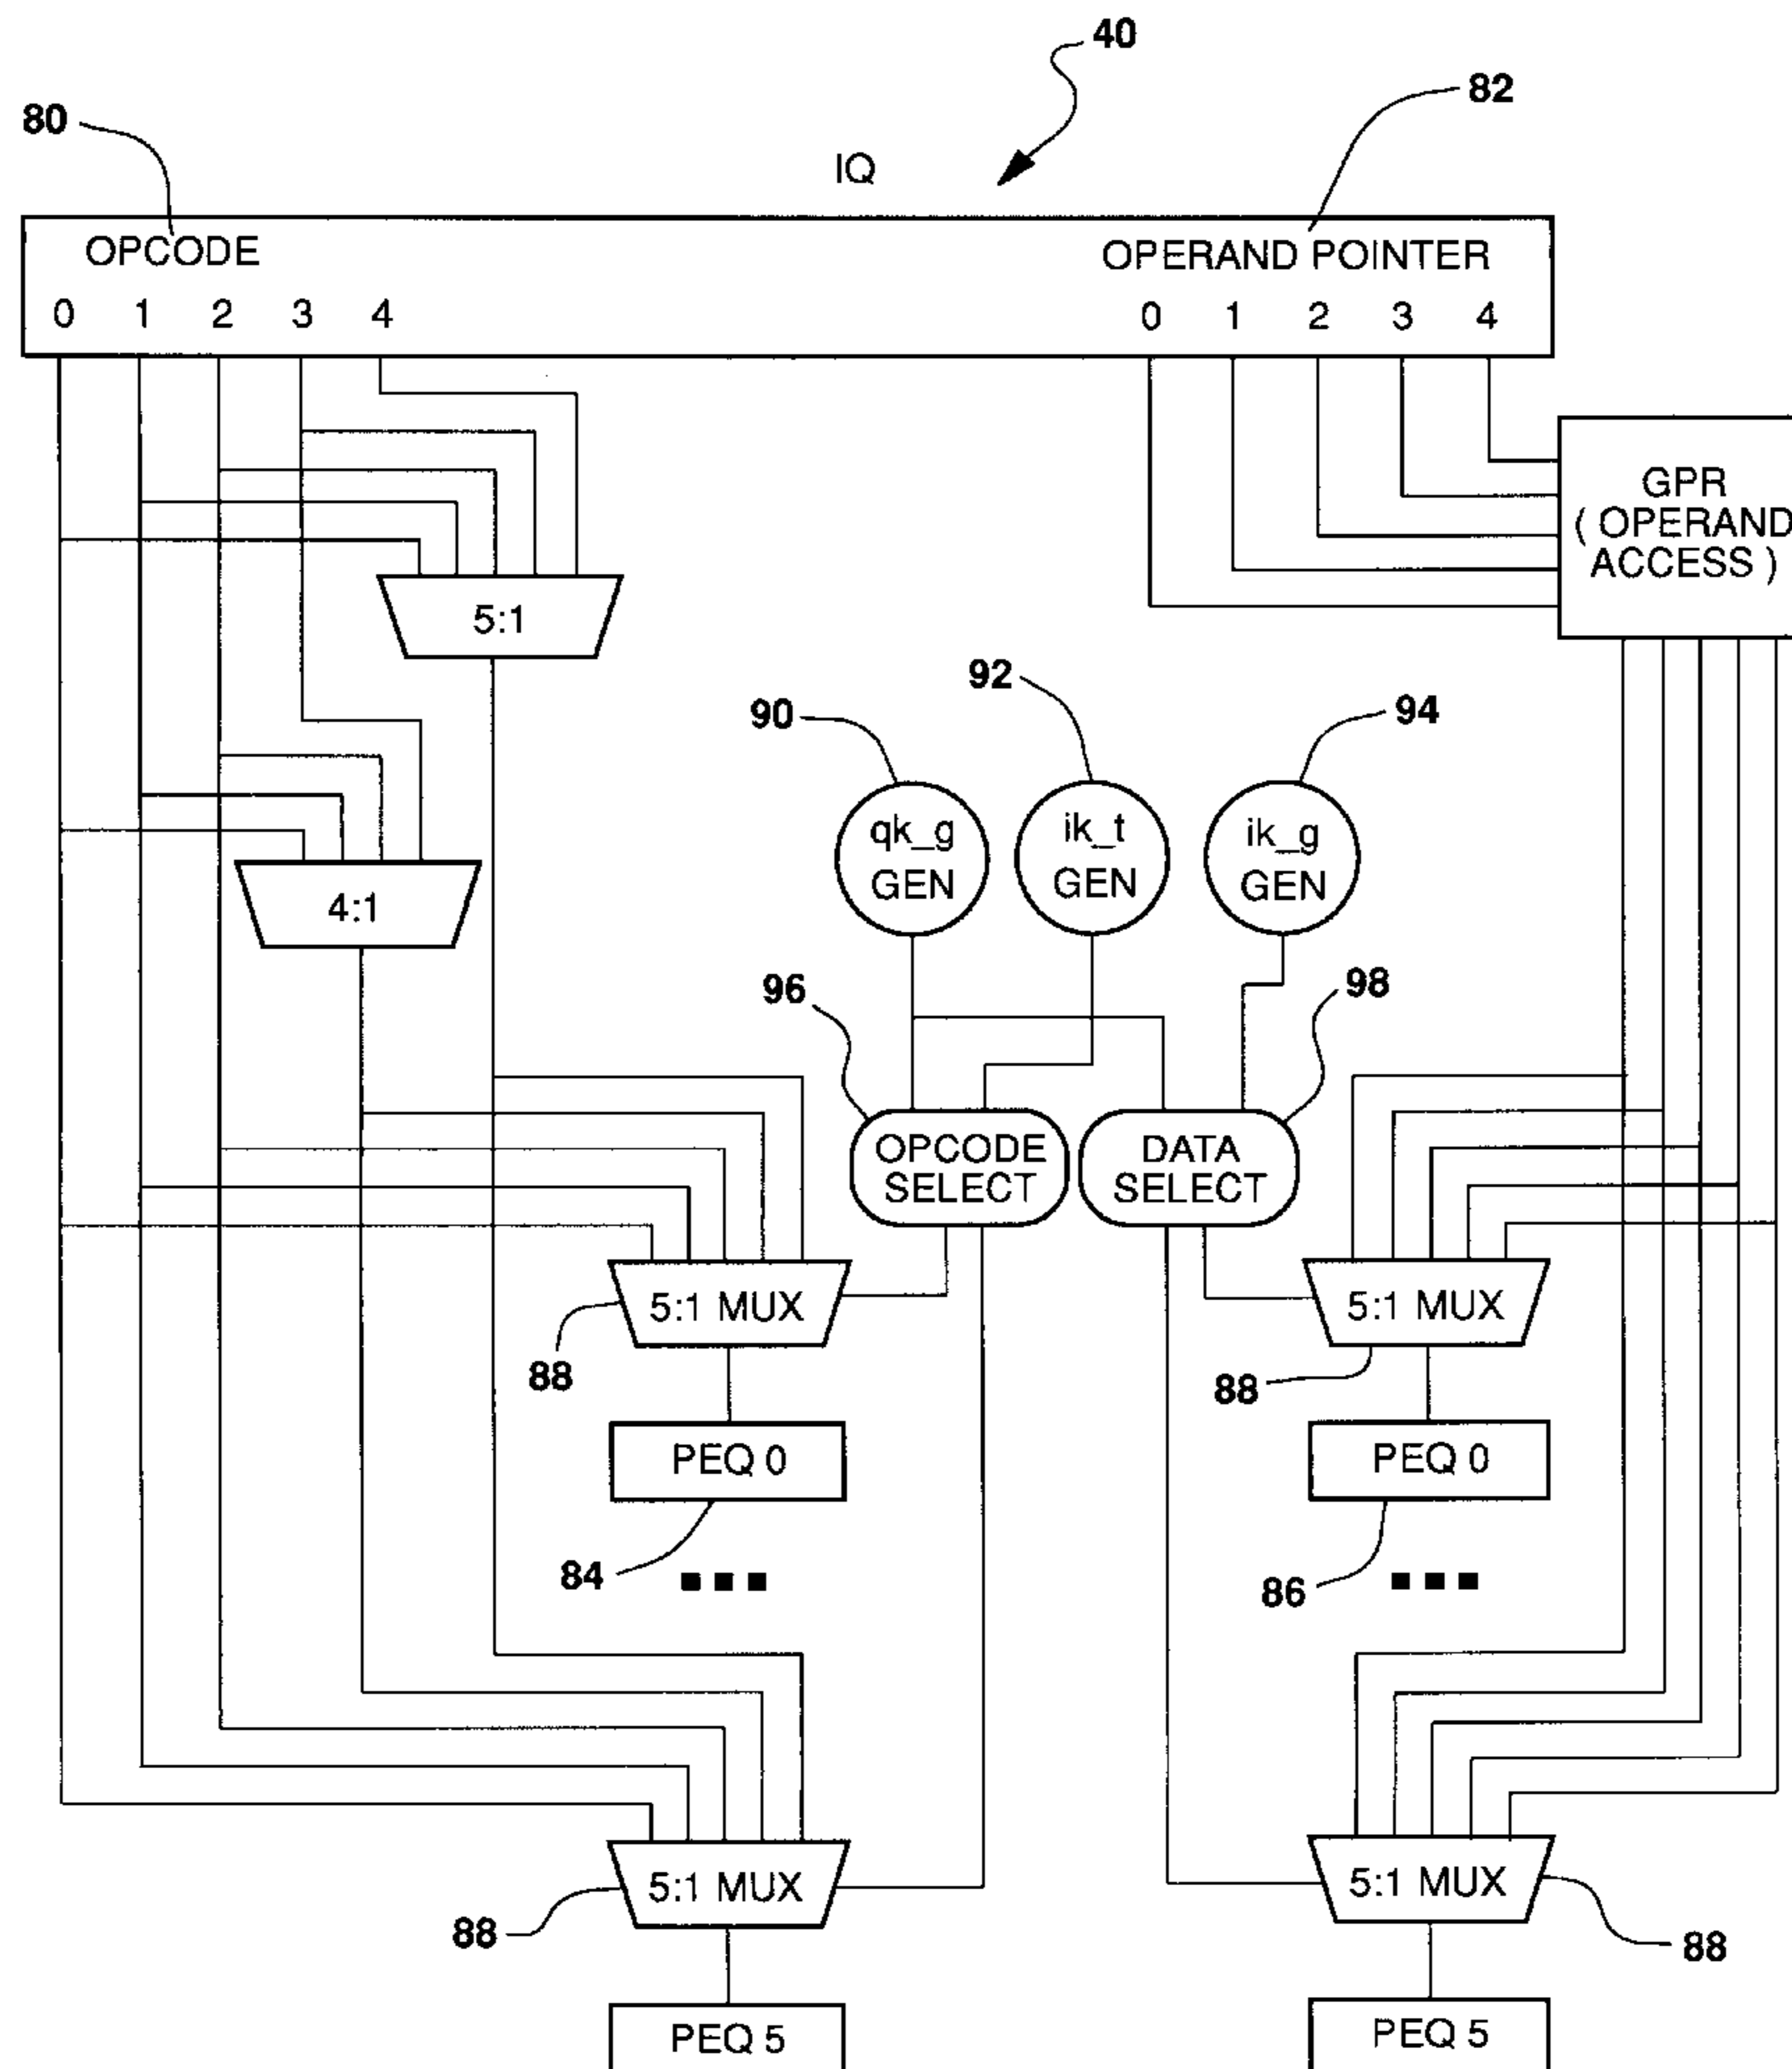 40
82
80
IQ
OPCODE
OPERAND POINTER
0 1 2 3 4
0 1 2 3 4
GPR
( OPERAND
ACCESS )
5:1
92
90
94
qk_g
GEN
ik_t
GEN
ik_g
GEN
4:1
96
98
OPCODE
SELECT
DATA
SELECT
5:1 MUX
5:1 MUX
88
88
PEQ 0
PEQ 0
84
86
5:1 MUX
5:1 MUX
88
88
PEQ 5
PEQ 5